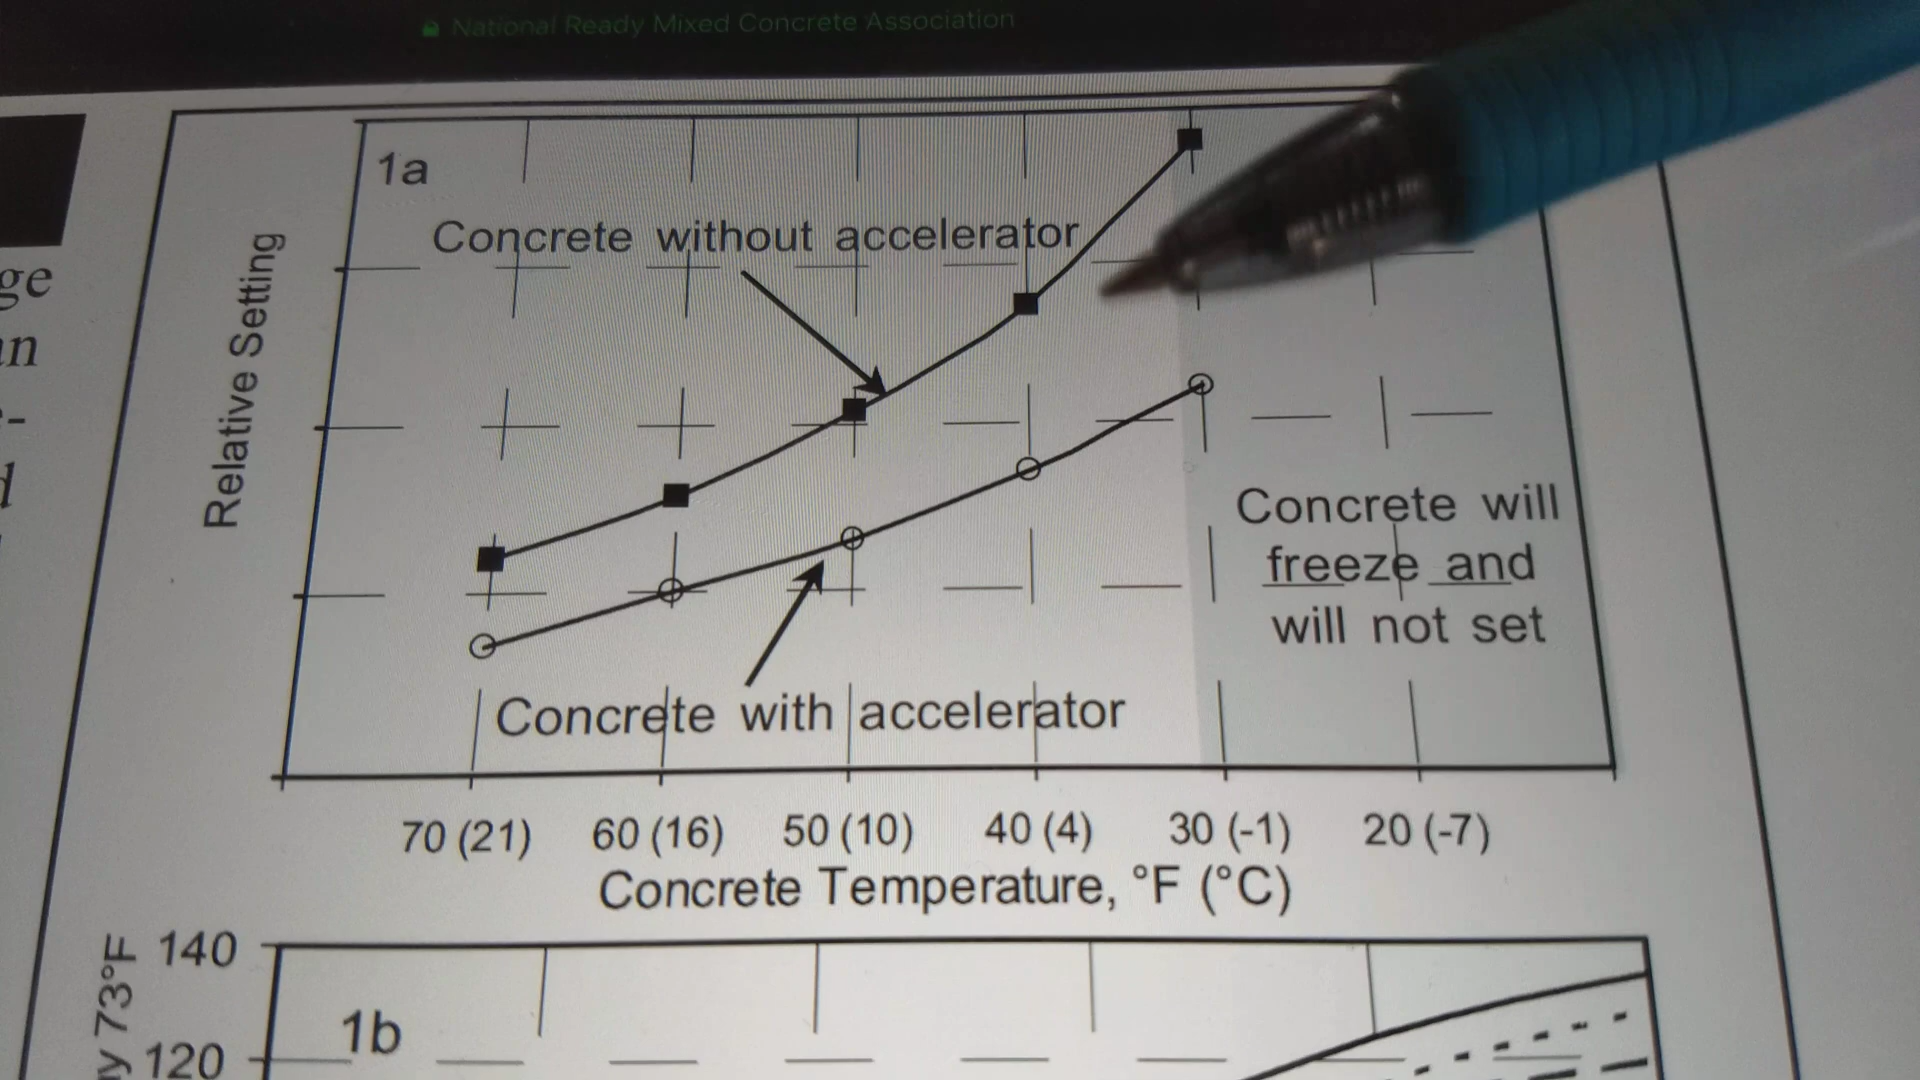 National Ready Mixed Concrete Association
1a
Concrete without accelerator
Relative Setting
Concrete will
freeze and
will not set
Concrete with accelerator
70 (21) 60 (16) 50 (10) 40 (4) 30 (-1) 20 (-7)
Concrete Temperature, °F (°C)
ge
-
140
73°F
1b
120